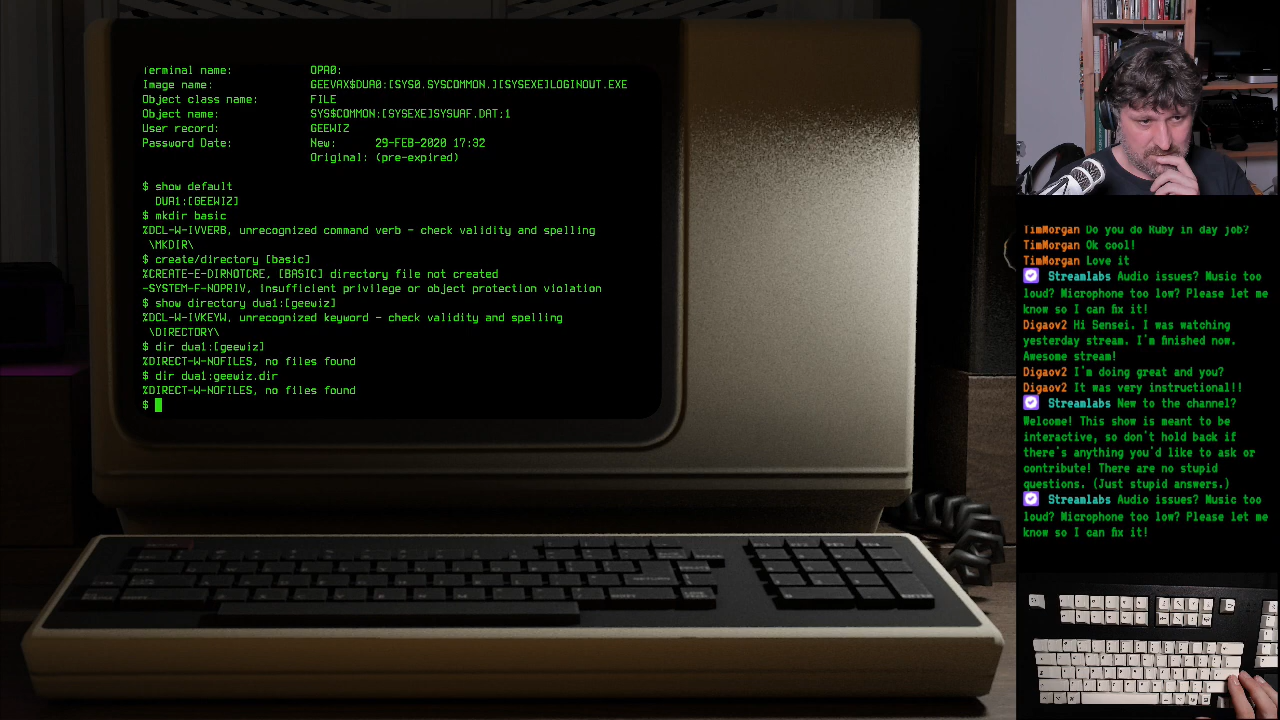 Terminal name: OPA0:
Image name: GEEVAX$DUA0:[SYS0.SYSCOMMON.][SYSEXE]LOGINOUT.EXE
Object class name: FILE
Object name: SYS$COMMON:[SYSEXE]SYSUAF.DAT;1
User record: GEEWIZ
Password Date: New: 29-FEB-2020 17:32
Original: (pre-expired)
$ show default
DUA1:[GEEWIZ]
$ mkdir basic
%DCL-W-IVVERB, unrecognized command verb - check validity and spelling
\MKDIR\
$ create/directory [basic]
%CREATE-E-DIRNOTCRE, [BASIC] directory file not created
-SYSTEM-F-NOPRIV, insufficient privilege or object protection violation
$ show directory dua1:[geewiz]
%DCL-W-IVKEYW, unrecognized keyword - check validity and spelling
\DIRECTORY\
$ dir dua1:[geewiz]
%DIRECT-W-NOFILES, no files found
$ dir dua1:geewiz.dir
%DIRECT-W-NOFILES, no files found
$
TimMorgan Do you do Ruby in day job?
TimMorgan Ok cool!
TimMorgan Love it
Streamlabs Audio issues? Music too
loud? Microphone too low? Please let me
know so I can fix it!
Digaov2 Hi Sensei. I was watching
yesterday stream. I'm finished now.
Awesome stream!
Digaov2 I'm doing great and you?
Digaov2 It was very instructional!!
Streamlabs New to the channel?
Welcome! This show is meant to be
interactive, so don't hold back if
there's anything you'd like to ask or
contribute! There are no stupid
questions. (Just stupid answers.)
Streamlabs Audio issues? Music too
loud? Microphone too low? Please let me
know so I can fix it!